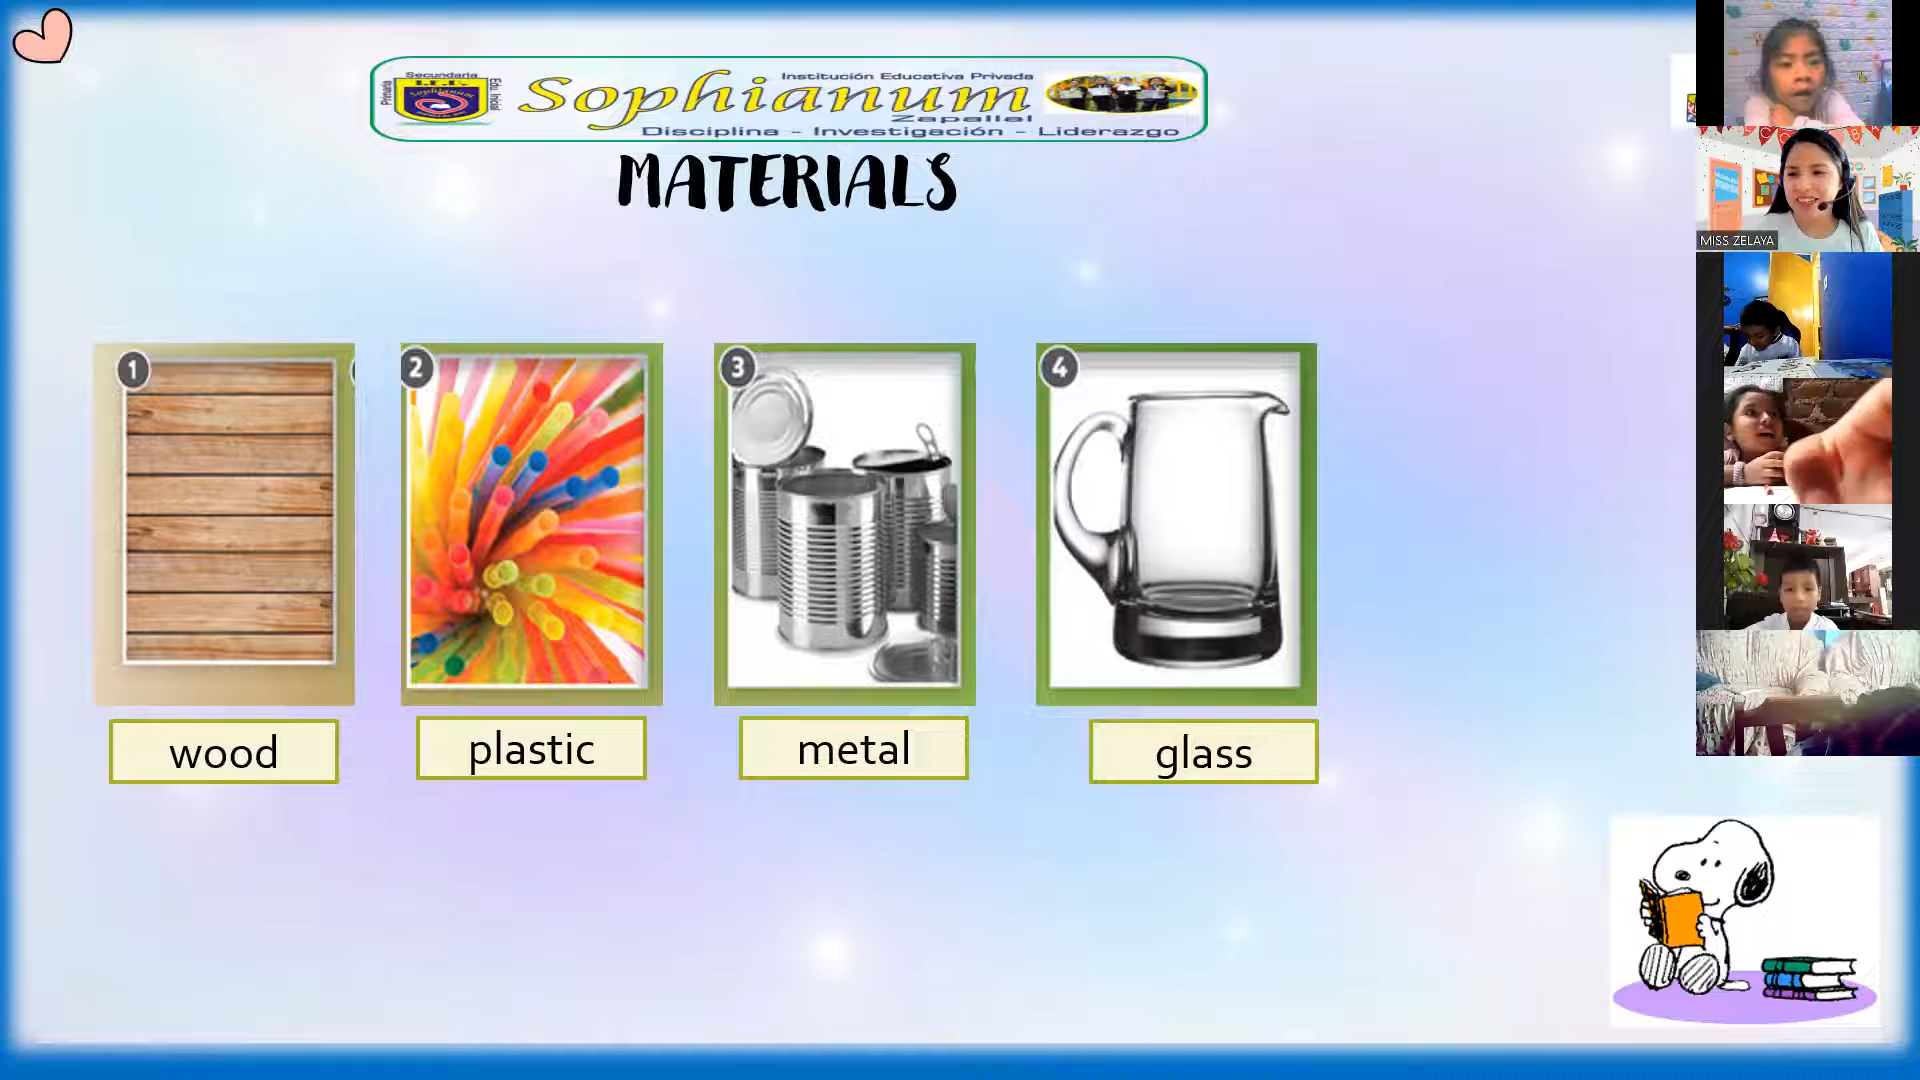 Secundaria
Primaria
I.E.P.
Edu. Inicial
Sophianum
Sophianum
Institución Educativa Privada
Zapallal
Disciplina - Investigación - Liderazgo
MATERIALS
1
2
3
4
wood
plastic
metal
glass
MISS ZELAYA